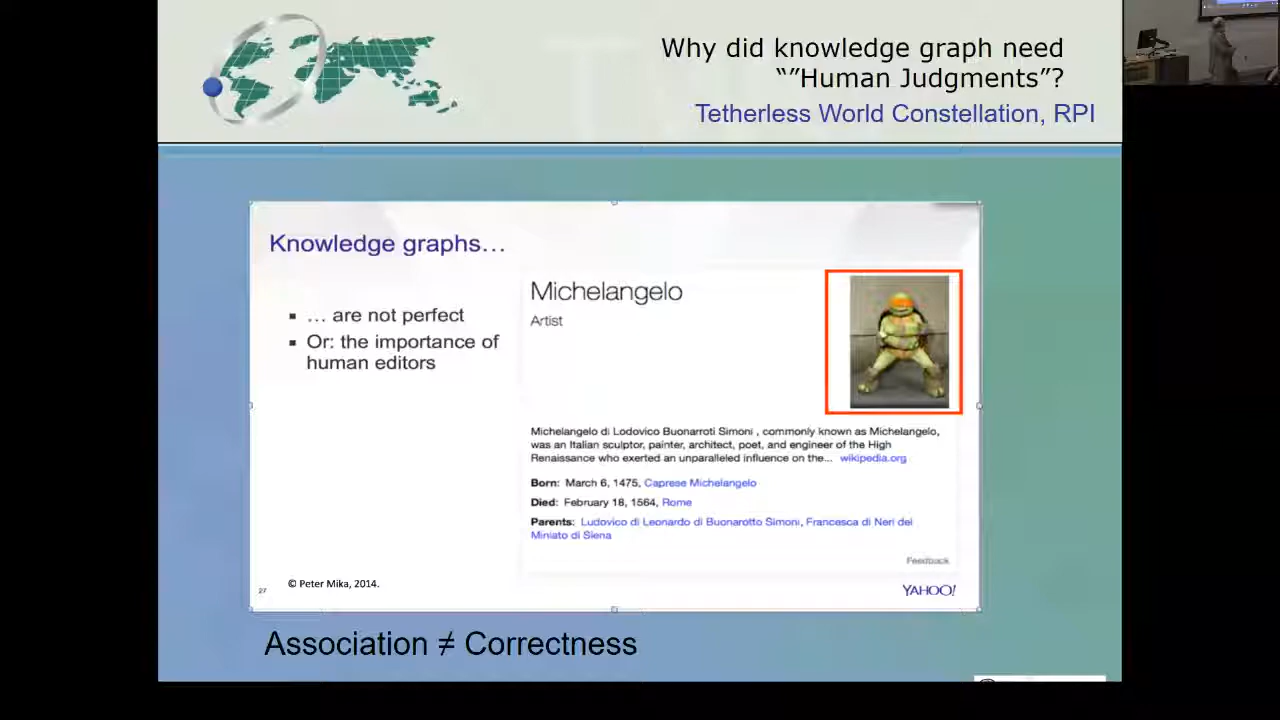 Why did knowledge graph need
“”Human Judgments”?
Tetherless World Constellation, RPI
Knowledge graphs…
… are not perfect
Or: the importance of
human editors
Michelangelo
Artist
Michelangelo di Lodovico Buonarroti Simoni , commonly known as Michelangelo,
was an Italian sculptor, painter, architect, poet, and engineer of the High
Renaissance who exerted an unparalleled influence on the... wikipedia.org
Born: March 6, 1475, Caprese Michelangelo
Died: February 18, 1564, Rome
Parents: Ludovico di Leonardo di Buonarotto Simoni, Francesca di Neri del
Miniato di Siena
Feedback
27
© Peter Mika, 2014.
YAHOO!
Association ≠ Correctness